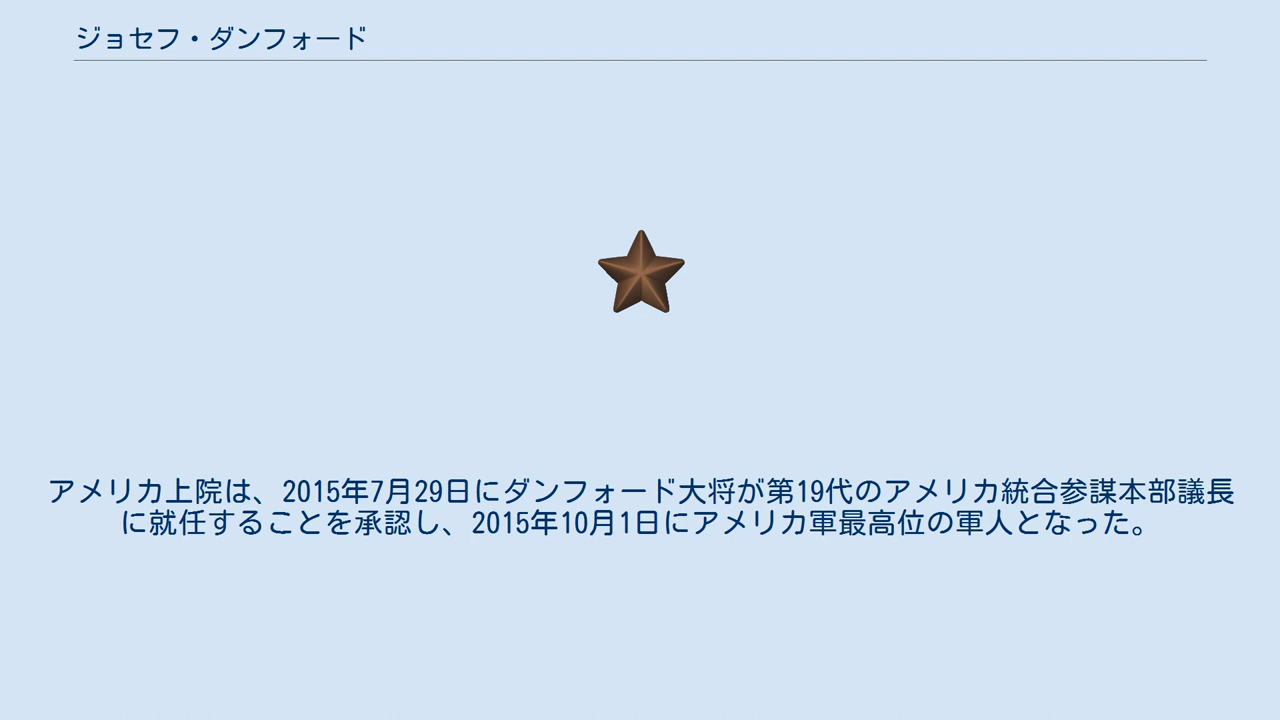 ジョセフ・ダンフォード
アメリカ上院は、2015年7月29日にダンフォード大将が第19代のアメリカ統合参謀本部議長
に就任することを承認し、2015年10月1日にアメリカ軍最高位の軍人となった。